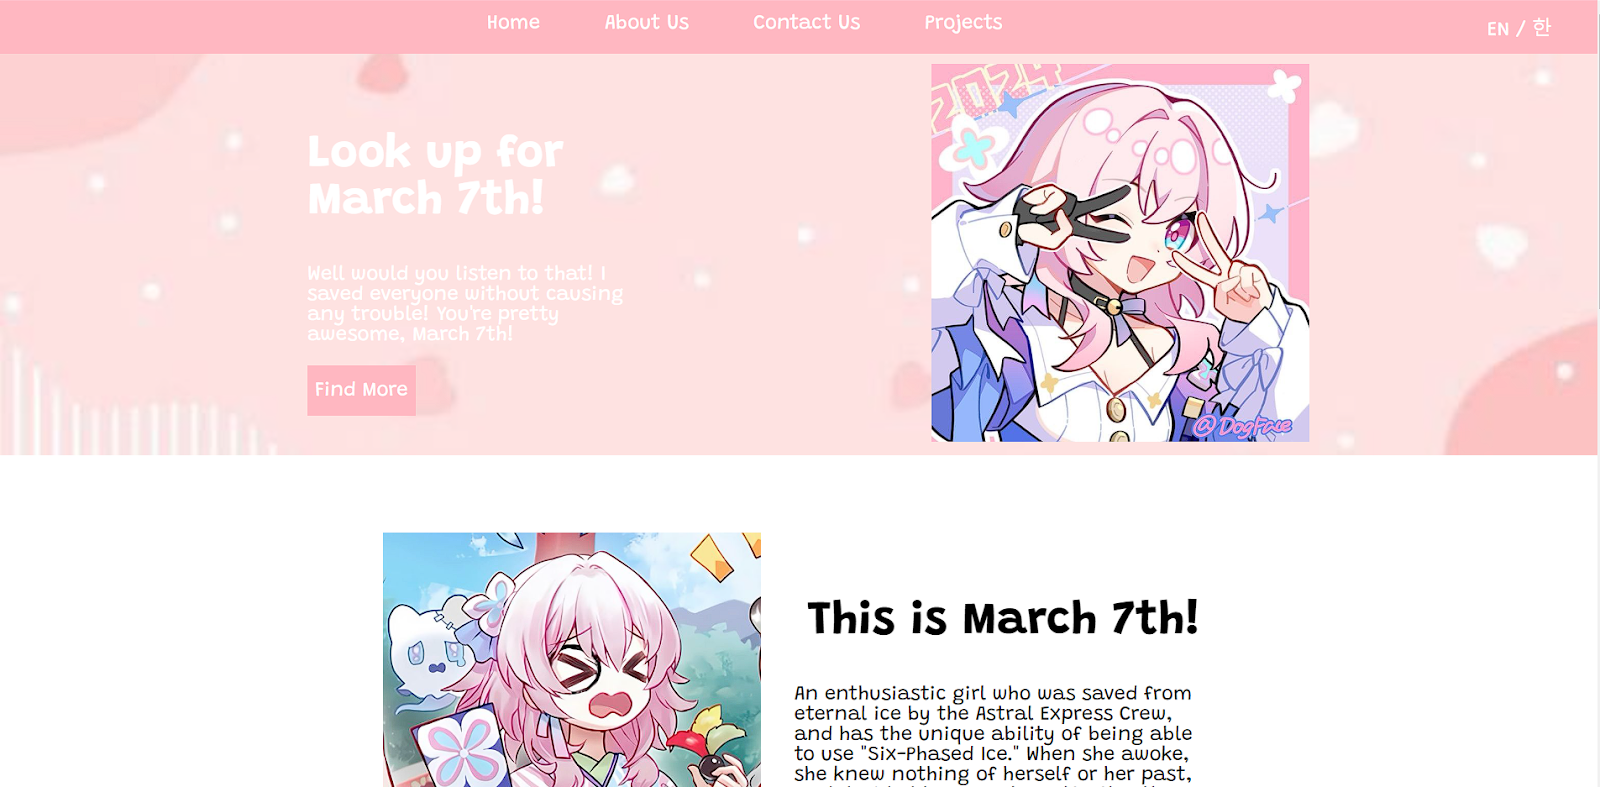 Home About Us Contact Us Projects EN / 한
Look up for
March 7th!
Well would you listen to that! I
saved everyone without causing
any trouble! You're pretty
awesome, March 7th!
Find More
2024
@DogFace
This is March 7th!
An enthusiastic girl who was saved from
eternal ice by the Astral Express Crew,
and has the unique ability of being able
to use "Six-Phased Ice." When she awoke,
she knew nothing of herself or her past,